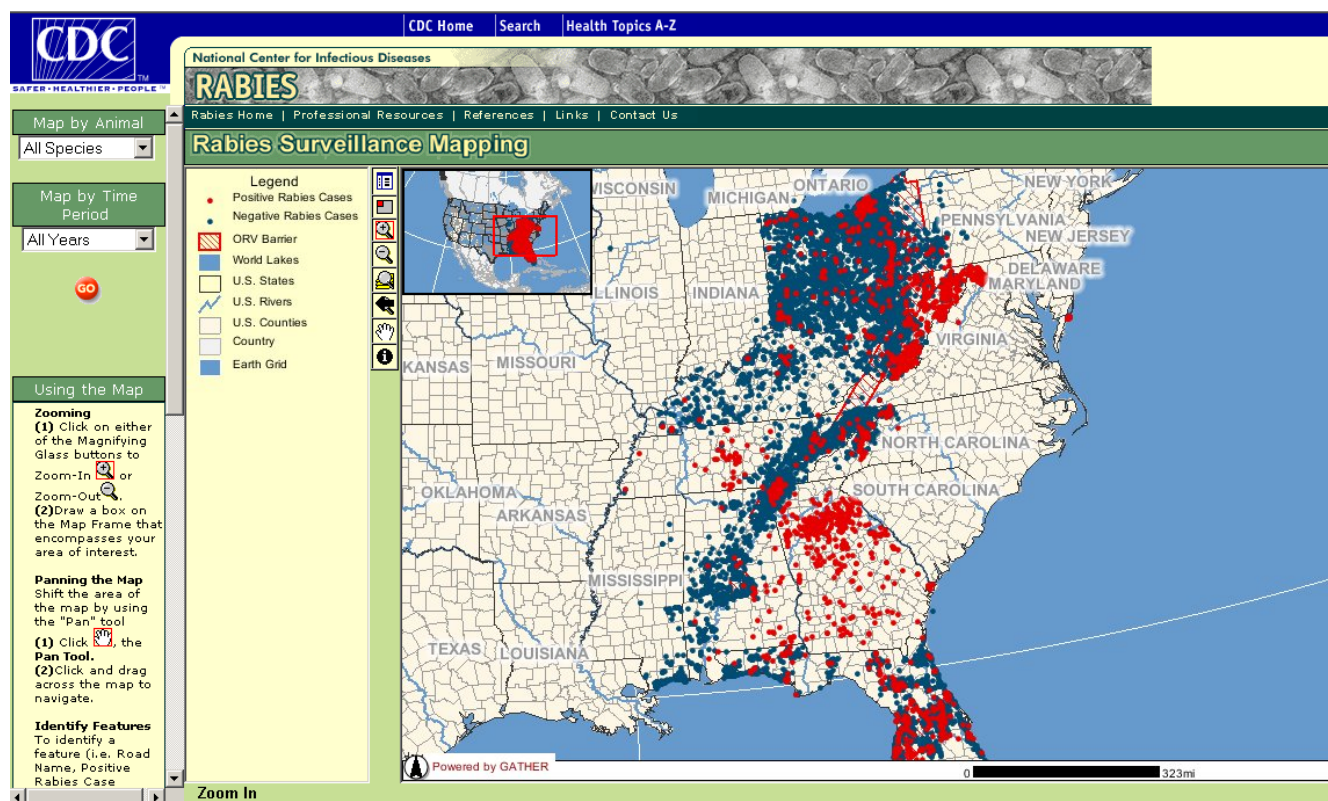 CDC
TM
SAFER·HEALTHIER·PEOPLE™
CDC Home
Search
Health Topics A-Z
National Center for Infectious Diseases
RABIES
Rabies Home | Professional Resources | References | Links | Contact Us
Rabies Surveillance Mapping
Map by Animal
All Species
Map by Time
Period
All Years
GO
Using the Map
Zooming
(1) Click on either
of the Magnifying
Glass buttons to
Zoom-In or
Zoom-Out.
(2)Draw a box on
the Map Frame that
encompasses your
area of interest.
Panning the Map
Shift the area of
the map by using
the "Pan" tool
(1) Click , the
Pan Tool.
(2)Click and drag
across the map to
navigate.
Identify Features
To identify a
feature (i.e. Road
Name, Positive
Rabies Case
Legend
Positive Rabies Cases
Negative Rabies Cases
ORV Barrier
World Lakes
U.S. States
U.S. Rivers
U.S. Counties
Country
Earth Grid
WISCONSIN
MICHIGAN
ONTARIO
NEW YORK
PENNSYLVANIA
NEW JERSEY
DELAWARE
MARYLAND
ILLINOIS
INDIANA
VIRGINIA
KANSAS
MISSOURI
NORTH CAROLINA
OKLAHOMA
ARKANSAS
SOUTH CAROLINA
MISSISSIPPI
TEXAS
LOUISIANA
Powered by GATHER
0
323mi
Zoom In